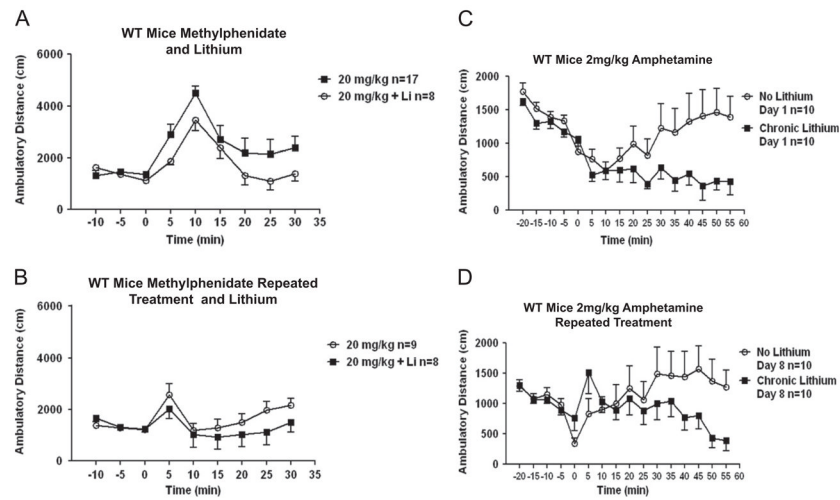 A
WT Mice Methylphenidate
and Lithium
Ambulatory Distance (cm)
6000
4000
2000
0
-10 -5 0 5 10 15 20 25 30 35
Time (min)
20 mg/kg n=17
20 mg/kg + Li n=8
B
WT Mice Methylphenidate Repeated
Treatment and Lithium
Ambulatory Distance (cm)
6000
4000
2000
0
-10 -5 0 5 10 15 20 25 30 35
Time (min)
20 mg/kg n=9
20 mg/kg + Li n=8
C
WT Mice 2mg/kg Amphetamine
Ambulatory Distance (cm)
2000
1500
1000
500
0
-20 -15 -10 -5 0 5 10 15 20 25 30 35 40 45 50 55 60
Time (min)
No Lithium
Day 1 n=10
Chronic Lithium
Day 1 n=10
D
WT Mice 2mg/kg Amphetamine
Repeated Treatment
Ambulatory Distance (cm)
2000
1500
1000
500
0
-20 -15 -10 -5 0 5 10 15 20 25 30 35 40 45 50 55 60
Time (min)
No Lithium
Day 8 n=10
Chronic Lithium
Day 8 n=10